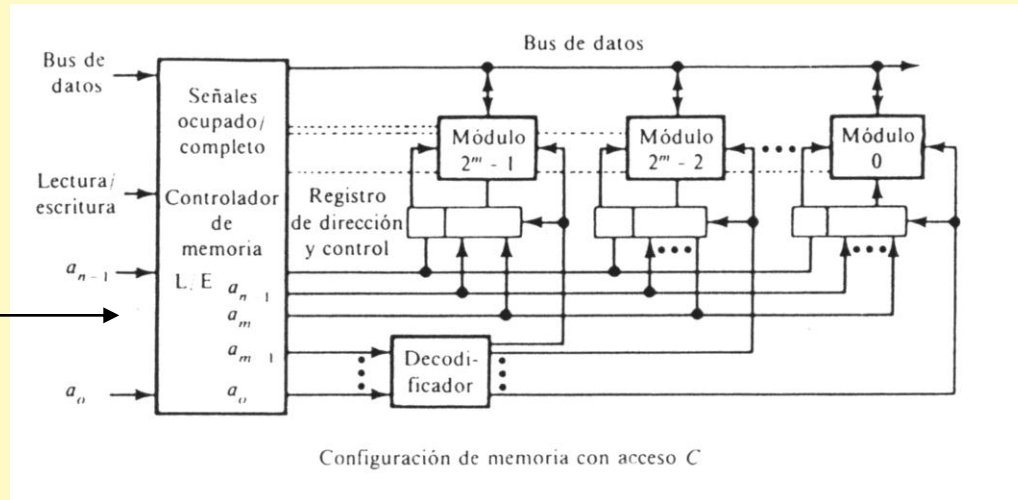 Bus de datos
Bus de
datos
Señales
ocupado/
completo
Módulo
2^m - 1
Módulo
2^m - 2
Módulo
0
Lectura/
escritura
Controlador
de
memoria
Registro
de dirección
y control
a_{n-1}
L/E a_{n-1}
a_m
a_{m-1}
Decodi-
ficador
a_0
a_0
Configuración de memoria con acceso C